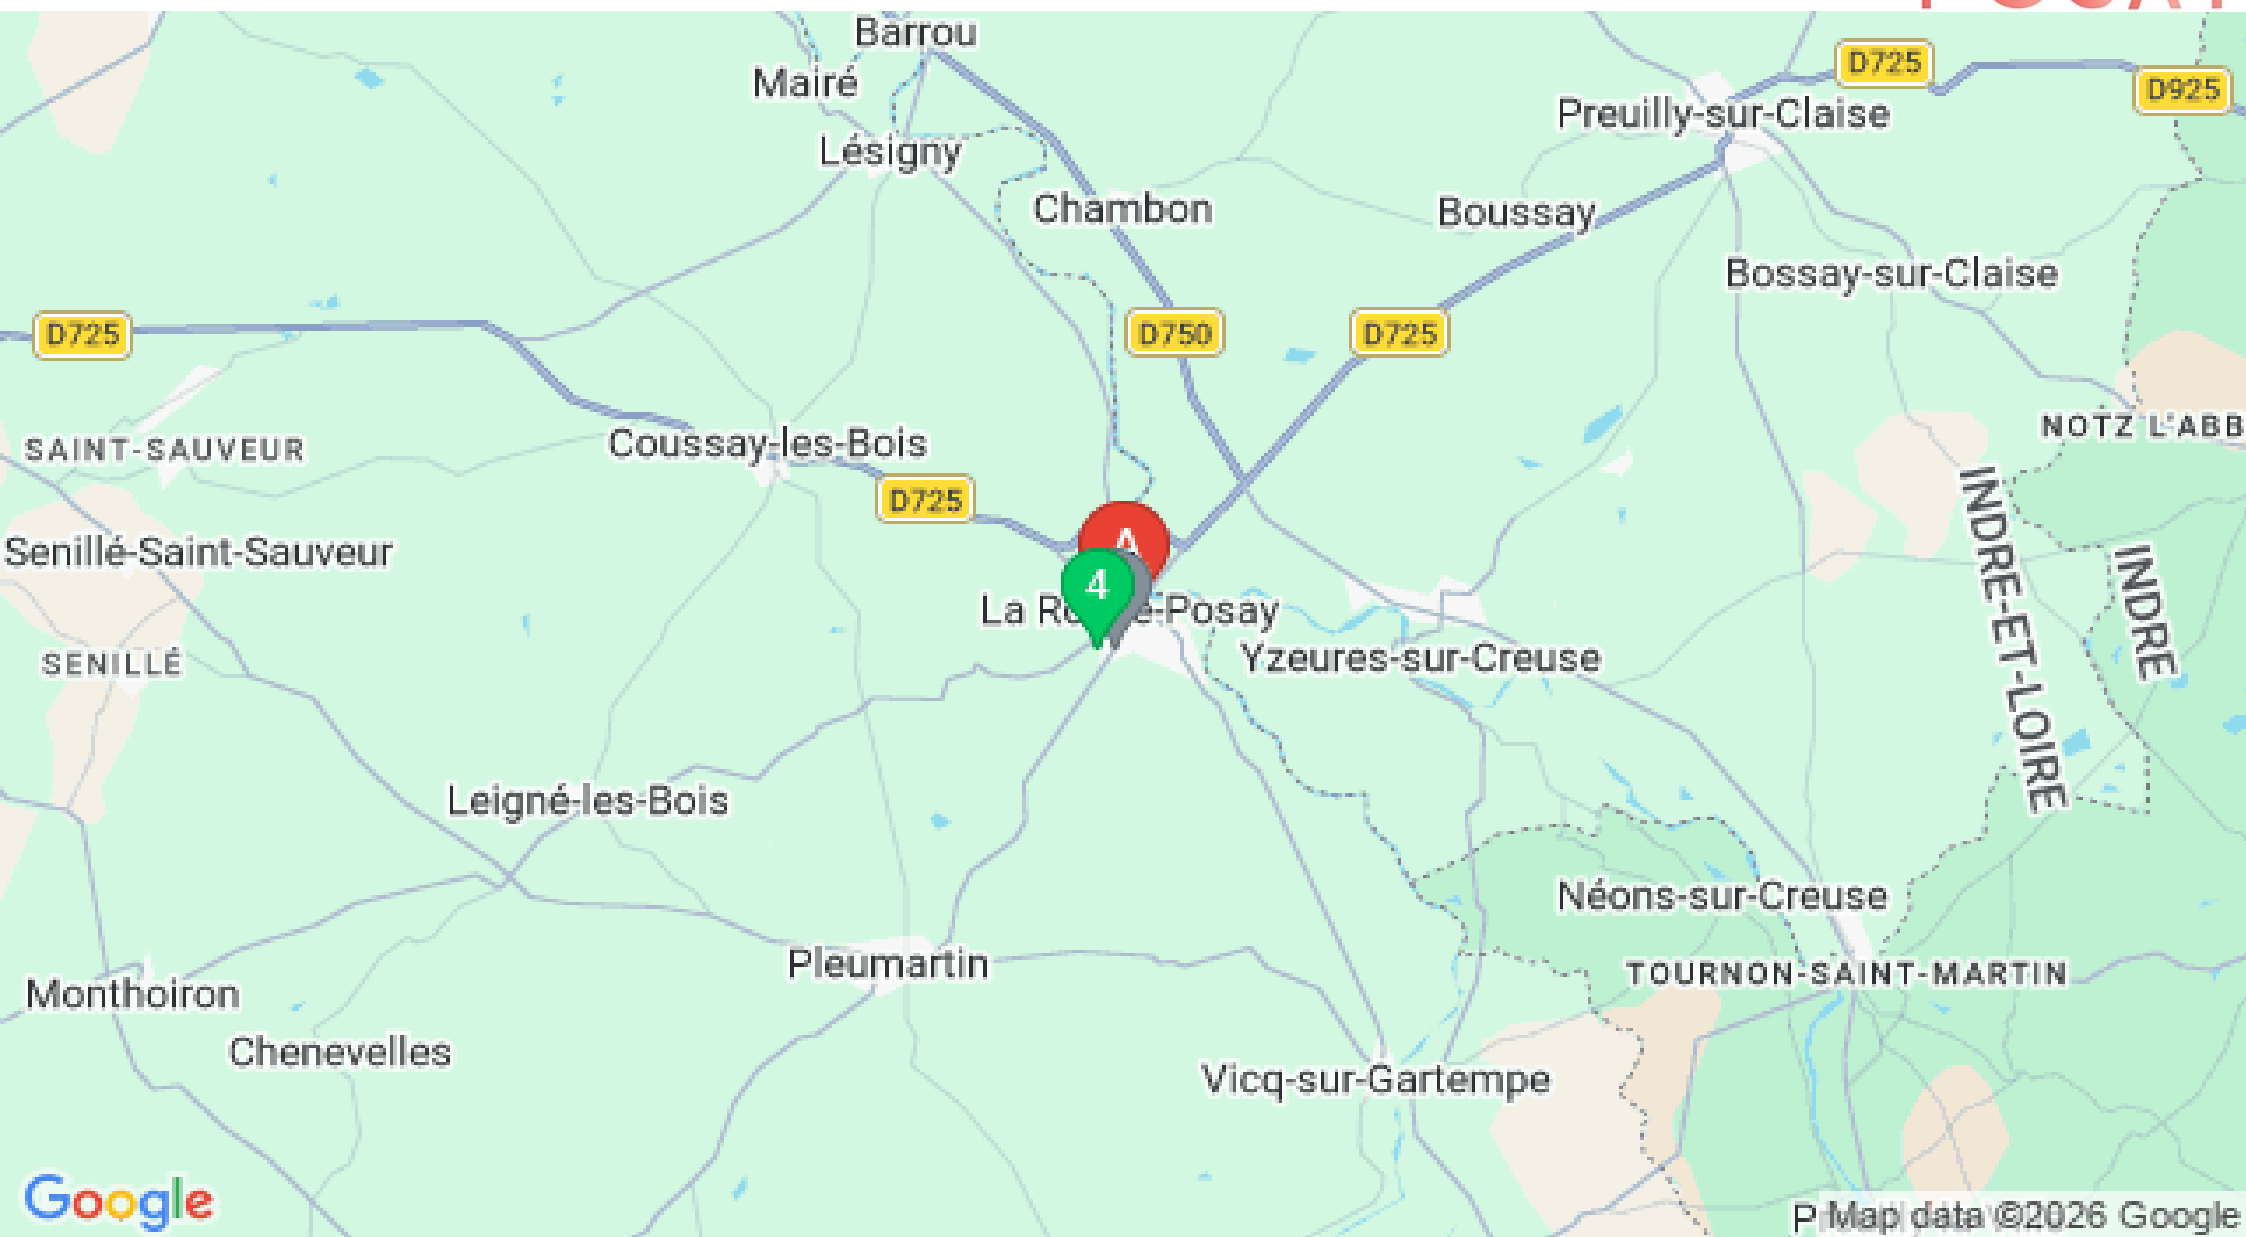 Barrou
Mairé
D725
D925
Preuilly-sur-Claise
Lésigny
Chambon
Boussay
Bossay-sur-Claise
D725
D750
D725
NOTZ L'ABB
SAINT-SAUVEUR
Coussay-les-Bois
D725
INDRE-ET-LOIRE
INDRE
Senillé-Saint-Sauveur
A
4
La Roche-Posay
SENILLÉ
Yzeures-sur-Creuse
Leigné-les-Bois
Néons-sur-Creuse
Pleumartin
TOURNON-SAINT-MARTIN
Monthoiron
Chenevelles
Vicq-sur-Gartempe
Google
Map data ©2026 Google